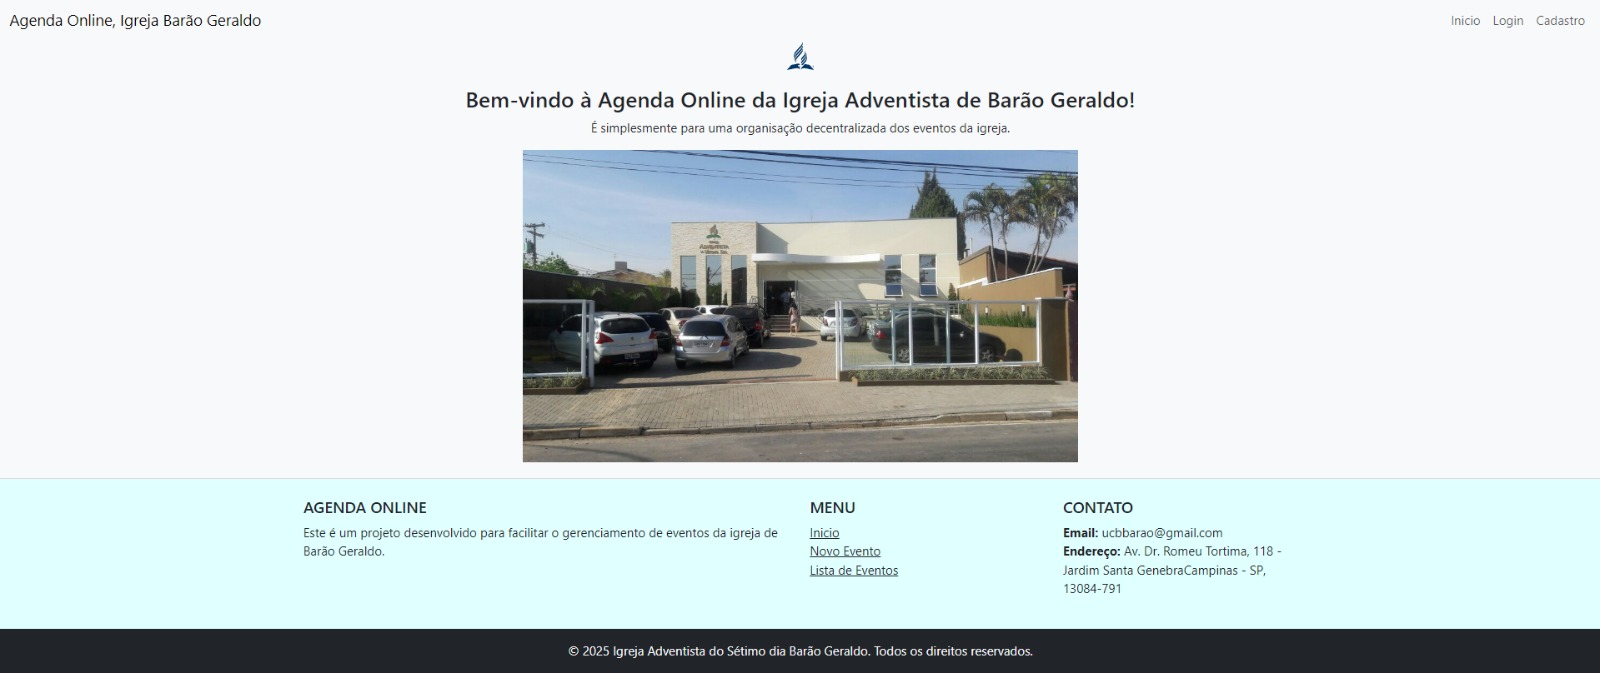 Agenda Online, Igreja Barão Geraldo
Inicio Login Cadastro
Bem-vindo à Agenda Online da Igreja Adventista de Barão Geraldo!
É simplesmente para uma organisação decentralizada dos eventos da igreja.
ADVENTISTA
AGENDA ONLINE
Este é um projeto desenvolvido para facilitar o gerenciamento de eventos da igreja de
Barão Geraldo.
MENU
Inicio
Novo Evento
Lista de Eventos
CONTATO
Email: ucbbarao@gmail.com
Endereço: Av. Dr. Romeu Tortima, 118 -
Jardim Santa GenebraCampinas - SP,
13084-791
© 2025 Igreja Adventista do Sétimo dia Barão Geraldo. Todos os direitos reservados.